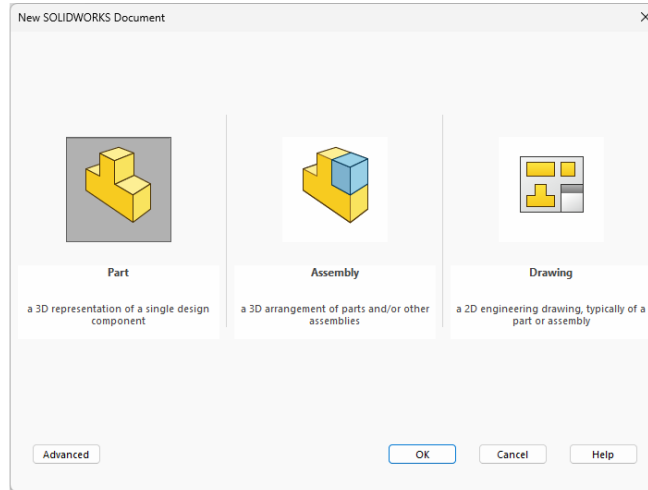 New SOLIDWORKS Document
Part
a 3D representation of a single design
component
Assembly
a 3D arrangement of parts and/or other
assemblies
Drawing
a 2D engineering drawing, typically of a
part or assembly
Advanced
OK
Cancel
Help